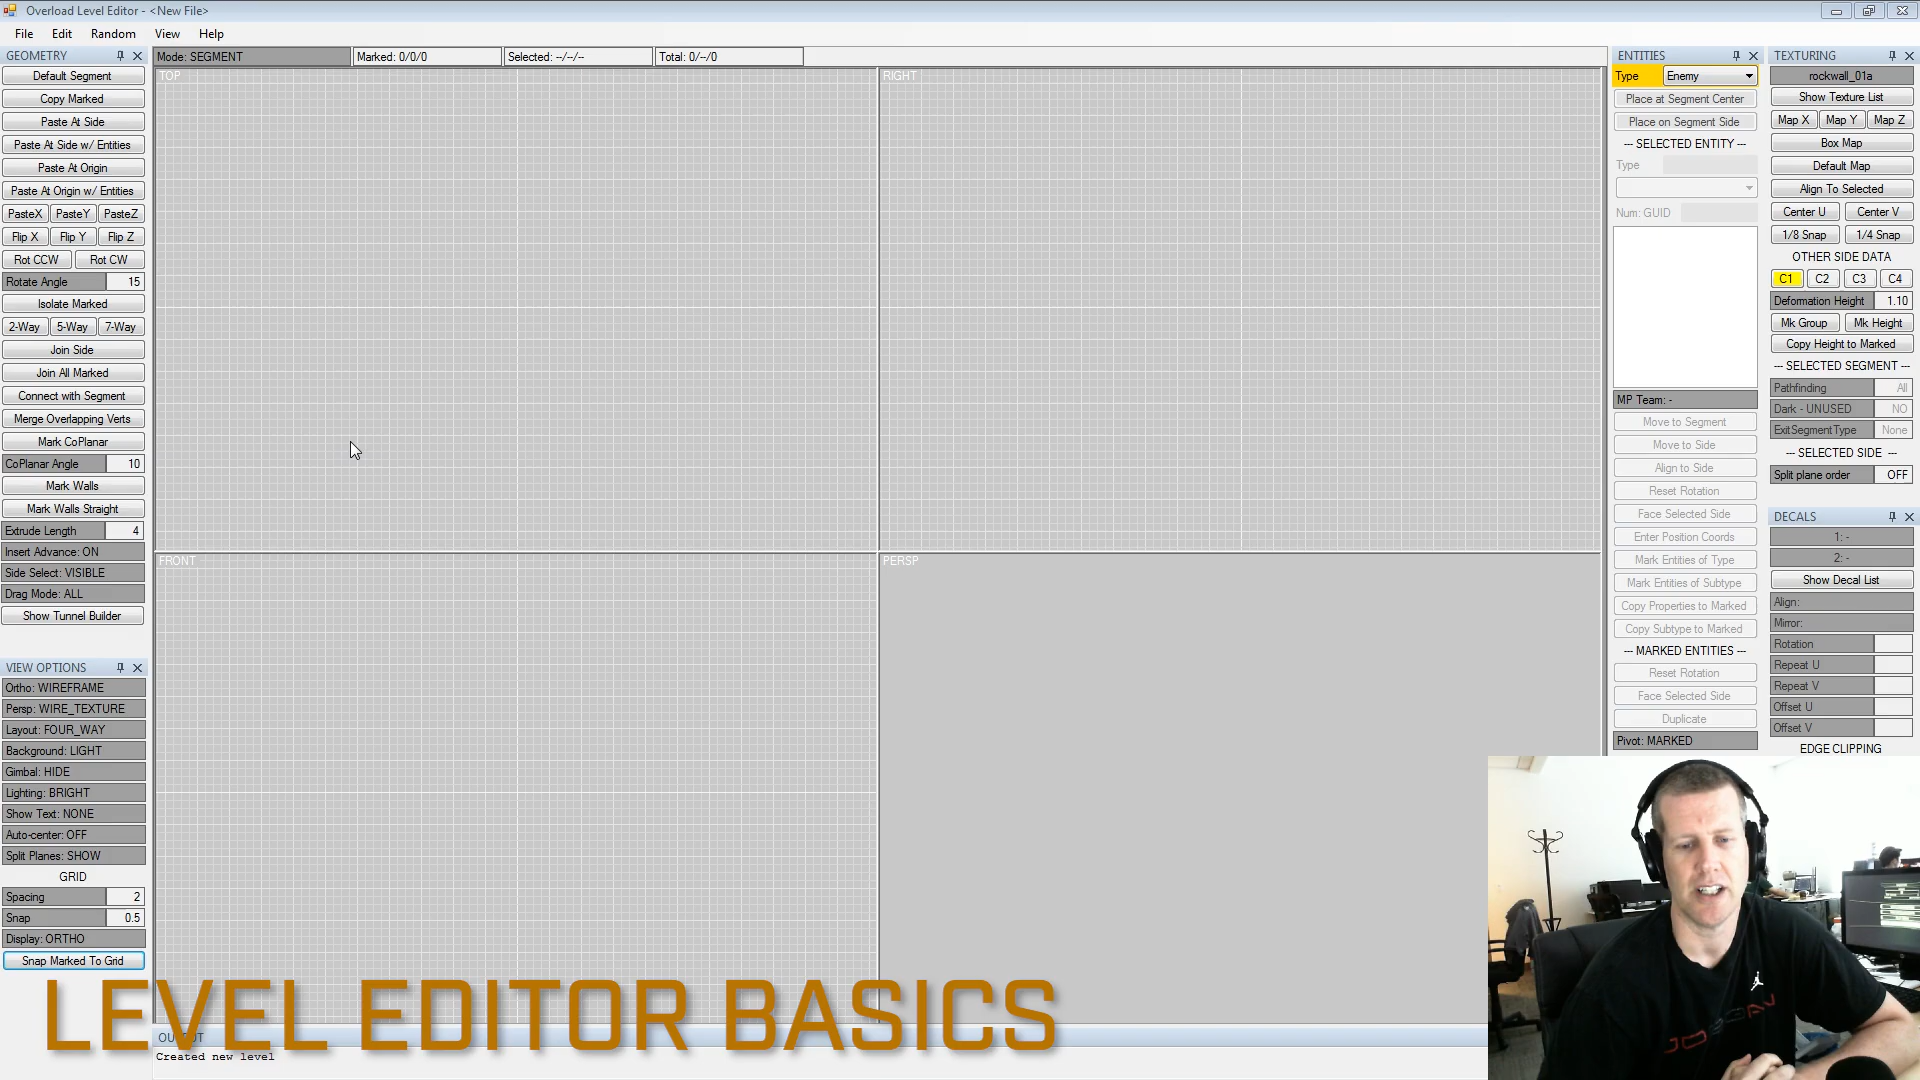 Overload Level Editor - <New File>
File Edit Random View Help
GEOMETRY
Default Segment
Copy Marked
Paste At Side
Paste At Side w/ Entities
Paste At Origin
Paste At Origin w/ Entities
PasteX PasteY PasteZ
Flip X Flip Y Flip Z
Rot CCW Rot CW
Rotate Angle 15
Isolate Marked
2-Way 5-Way 7-Way
Join Side
Join All Marked
Connect with Segment
Merge Overlapping Verts
Mark CoPlanar
CoPlanar Angle 10
Mark Walls
Mark Walls Straight
Extrude Length 4
Insert Advance: ON
Side Select: VISIBLE
Drag Mode: ALL
Show Tunnel Builder
VIEW OPTIONS
Ortho: WIREFRAME
Persp: WIRE_TEXTURE
Layout: FOUR_WAY
Background: LIGHT
Gimbal: HIDE
Lighting: BRIGHT
Show Text: NONE
Auto-center: OFF
Split Planes: SHOW
GRID
Spacing 2
Snap 0.5
Display: ORTHO
Snap Marked To Grid
Mode: SEGMENT Marked: 0/0/0 Selected: --/--/-- Total: 0/--/0
TOP
RIGHT
FRONT
PERSP
Created new level
LEVEL EDITOR BASICS
ENTITIES
Type Enemy
Place at Segment Center
Place on Segment Side
--- SELECTED ENTITY ---
Type
Num: GUID
MP Team: -
Move to Segment
Move to Side
Align to Side
Reset Rotation
Face Selected Side
Enter Position Coords
Mark Entities of Type
Mark Entities of Subtype
Copy Properties to Marked
Copy Subtype to Marked
--- MARKED ENTITIES ---
Reset Rotation
Face Selected Side
Duplicate
Pivot: MARKED
TEXTURING
rockwall_01a
Show Texture List
Map X Map Y Map Z
Box Map
Default Map
Align To Selected
Center U Center V
1/8 Snap 1/4 Snap
OTHER SIDE DATA
C1 C2 C3 C4
Deformation Height 1.10
Mk Group Mk Height
Copy Height to Marked
--- SELECTED SEGMENT ---
Pathfinding All
Dark - UNUSED NO
ExitSegmentType None
--- SELECTED SIDE ---
Split plane order OFF
DECALS
1: -
2: -
Show Decal List
Align:
Mirror:
Rotation
Repeat U
Repeat V
Offset U
Offset V
EDGE CLIPPING